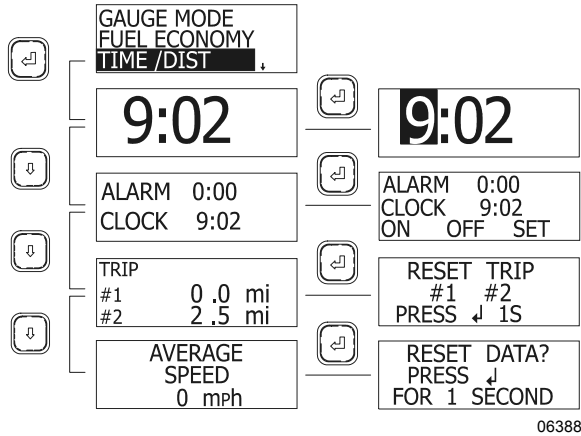 GAUGE MODE
FUEL ECONOMY
TIME /DIST
9:02
9:02
ALARM 0:00
CLOCK 9:02
ALARM 0:00
CLOCK 9:02
ON OFF SET
TRIP
#1 0.0 mi
#2 2.5 mi
RESET TRIP
#1 #2
PRESS ↲ 1S
AVERAGE
SPEED
0 mph
RESET DATA?
PRESS ↲
FOR 1 SECOND
06388